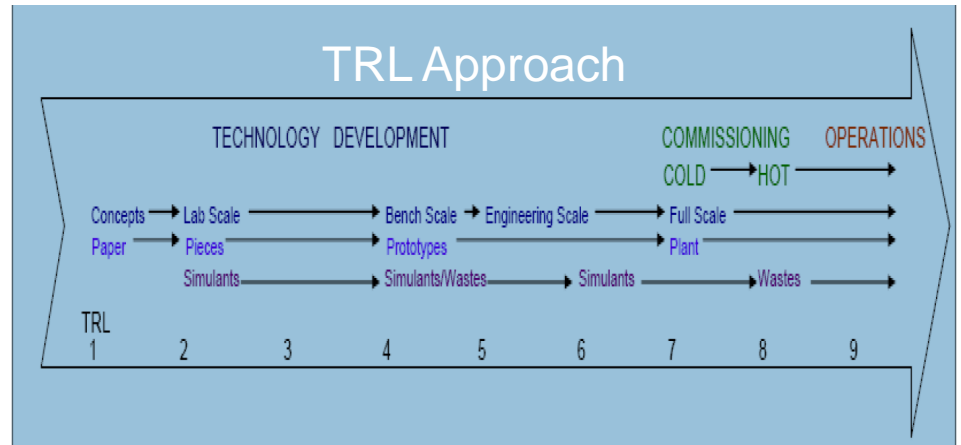 TRL Approach
TECHNOLOGY DEVELOPMENT COMMISSIONING OPERATIONS
COLD HOT
Concepts Lab Scale Bench Scale Engineering Scale Full Scale
Paper Pieces Prototypes Plant
Simulants Simulants/Wastes Simulants Wastes
TRL
1 2 3 4 5 6 7 8 9